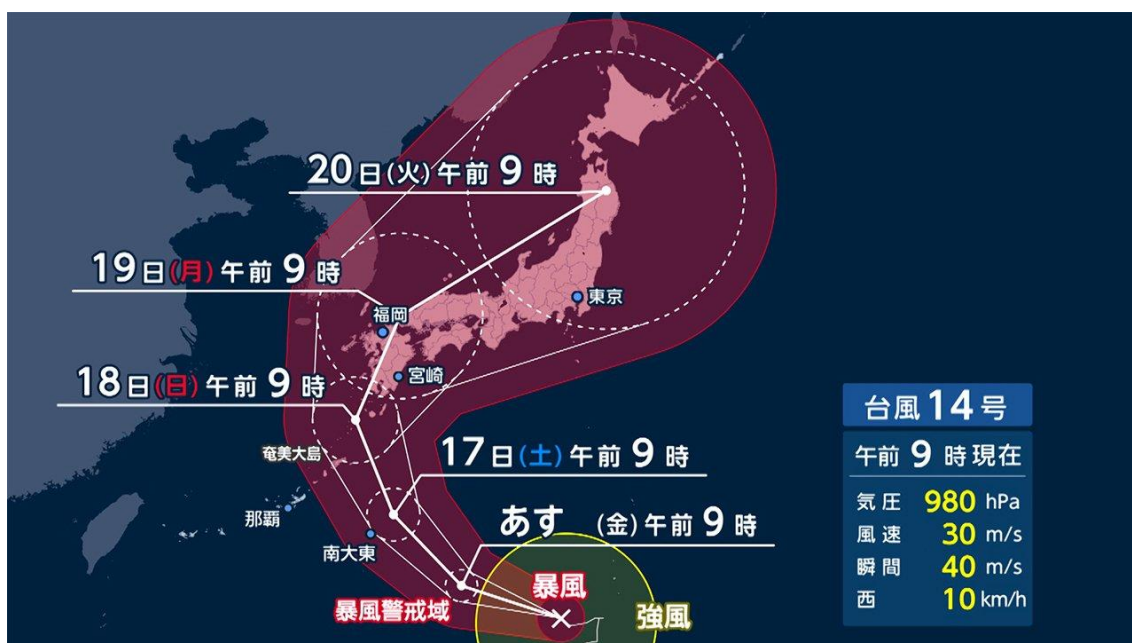 20日(火)午前9時
19日(月)午前9時
東京
福岡
18日(日)午前9時
宮崎
台風14号
奄美大島
17日(土)午前9時
午前9時現在
気圧 980 hPa
那覇
あす (金)午前9時
風速 30 m/s
南大東
瞬間 40 m/s
暴風
西 10 km/h
暴風警戒域
強風